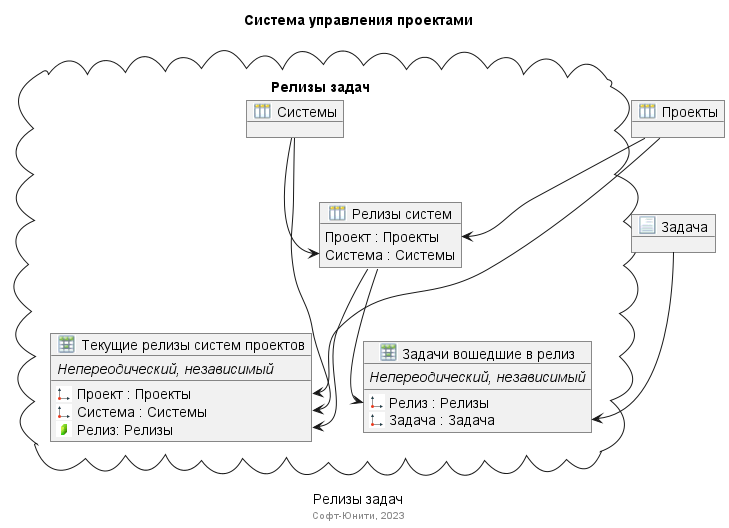 Система управления проектами
Релизы задач
Системы
Проекты
Релизы систем
Проект : Проекты
Система : Системы
Задача
Текущие релизы систем проектов
Непереодический, независимый
Проект : Проекты
Система : Системы
Релиз: Релизы
Задачи вошедшие в релиз
Непереодический, независимый
Релиз : Релизы
Задача : Задача
Релизы задач
Софт-Юнити, 2023